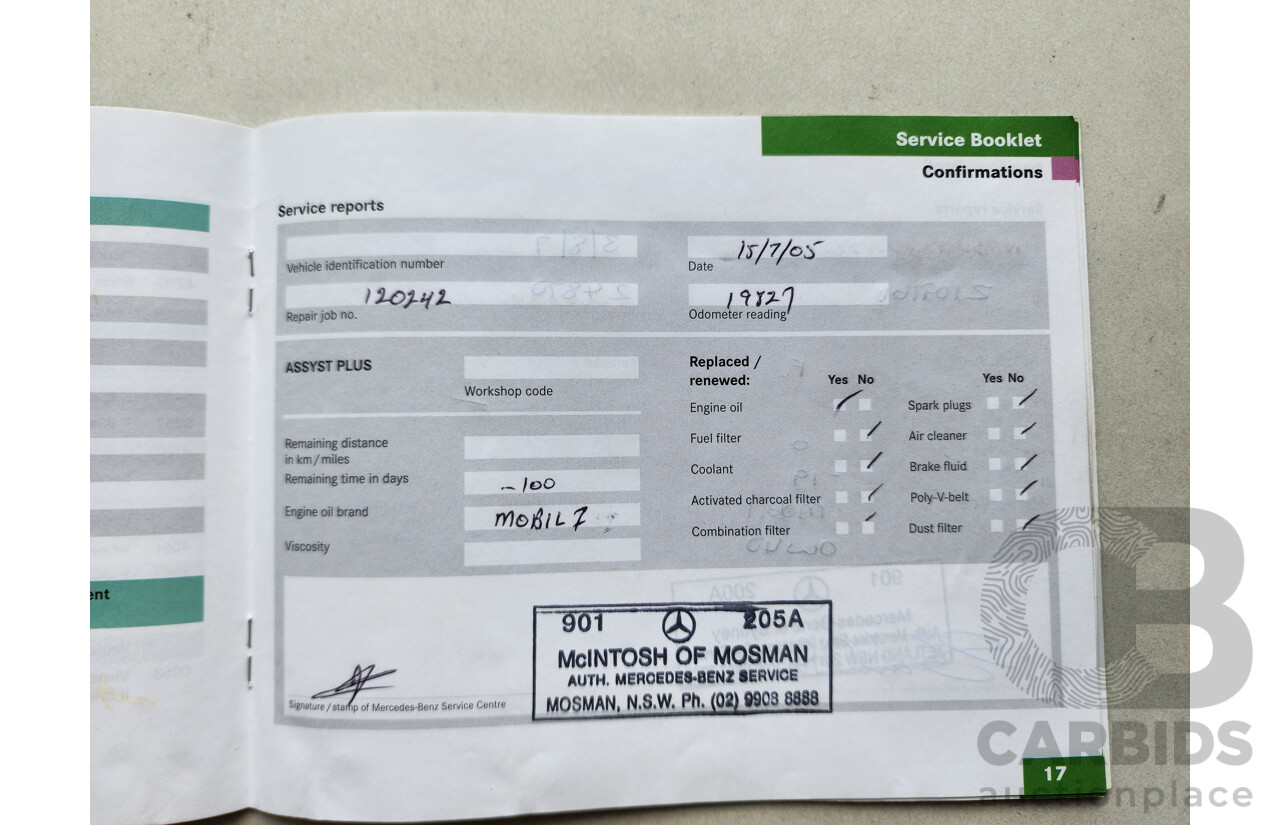 Service Booklet
Confirmations
Service reports
Vehicle identification number
15/7/05
Date
120242
Repair job no.
19827
Odometer reading
ASSYST PLUS
Workshop code
Remaining distance
in km/miles
Remaining time in days
-100
Engine oil brand
MOBIL 7
Viscosity
Replaced /
renewed:
Yes No
Yes No
Engine oil
Spark plugs
Fuel filter
Air cleaner
Coolant
Brake fluid
Activated charcoal filter
Poly-V-belt
Combination filter
Dust filter
ent
901 205A
McINTOSH OF MOSMAN
AUTH. MERCEDES-BENZ SERVICE
MOSMAN, N.S.W. Ph. (02) 9908 8888
Signature/stamp of Mercedes-Benz Service Centre
17
CB
CARBIDS
auctionplace